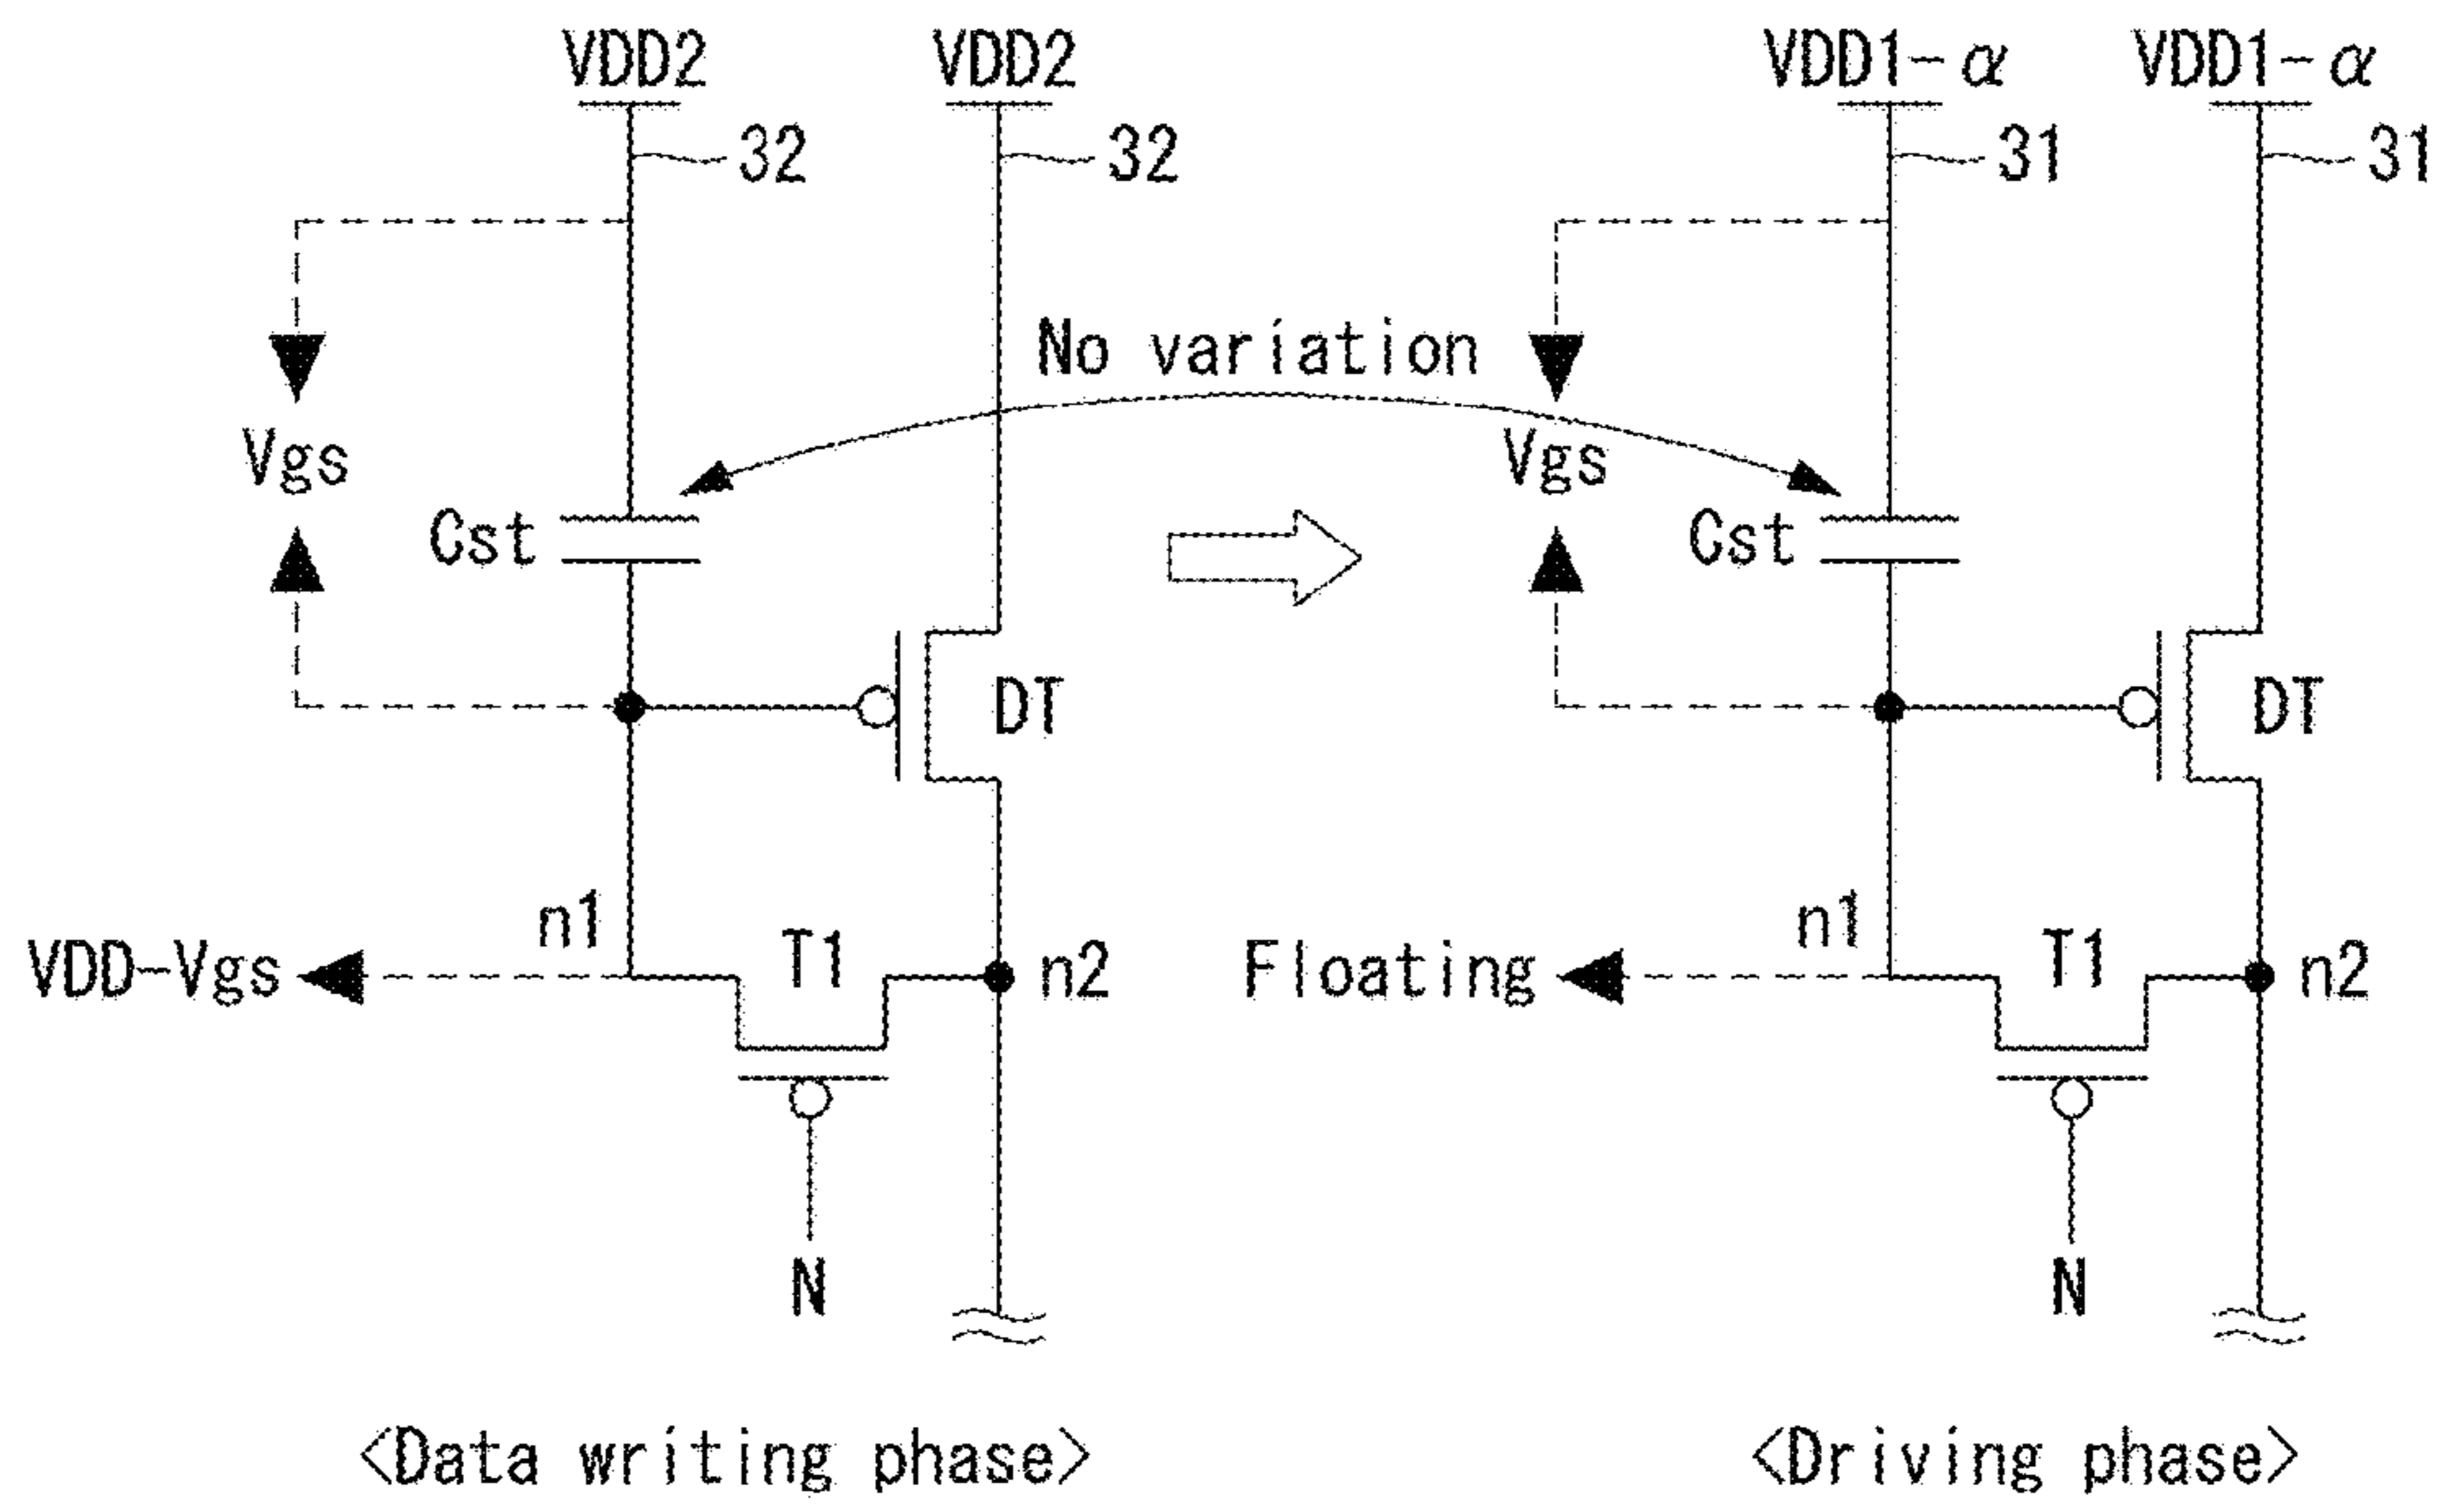 VDD2 VDD2 VDD1-α VDD1-α
32 32 31 31
No variation
Vgs Vgs
Cst Cst
DT DT
n1 n1
VDD-Vgs T1 n2 Floating T1 n2
N N
<Data writing phase> <Driving phase>